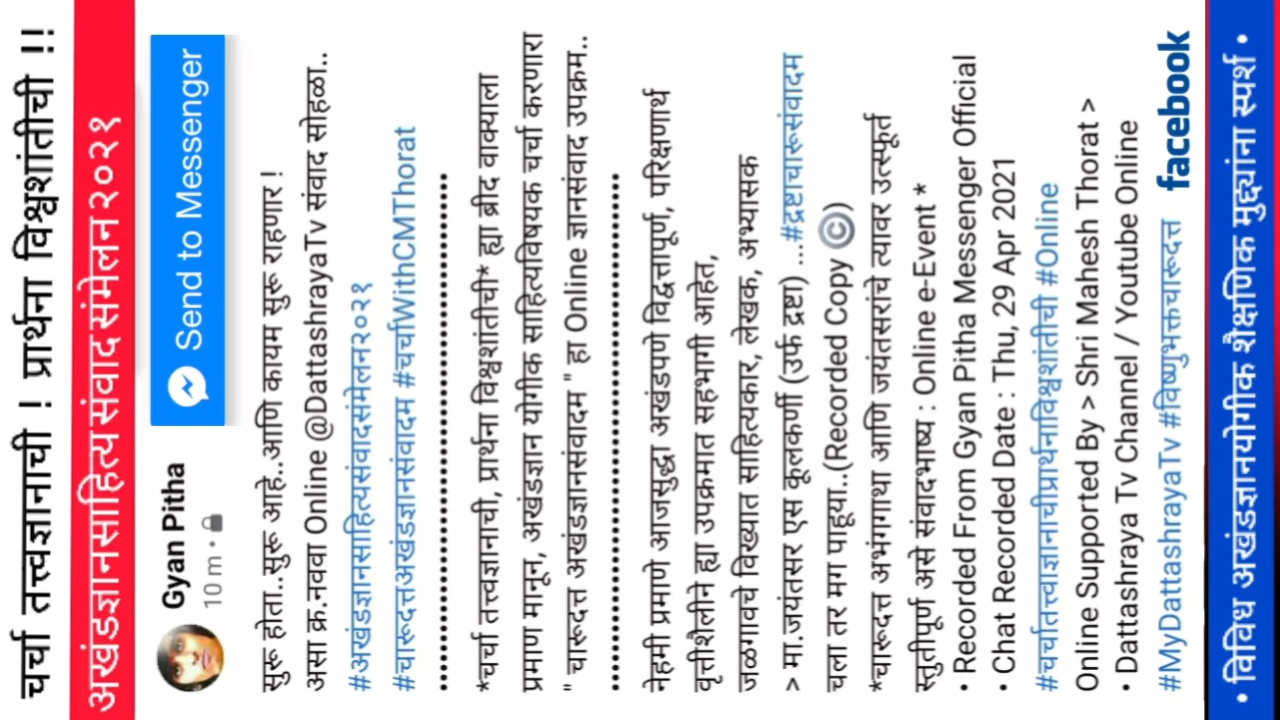 चर्चा तत्त्वज्ञानाची ! प्रार्थना विश्वशांतीची !!
अखंडज्ञानसाहित्यसंवादसंमेलन२०२१
Gyan Pitha
10 m ·
Send to Messenger
सुरू होता..सुरू आहे..आणि कायम सुरू राहणार!
असा क्र.नववा Online @DattashrayaTv संवाद सोहळा..
#अखंडज्ञानसाहित्यसंवादसंमेलन२०२१
#चारूदत्तअखंडज्ञानसंवादम #चर्चाWithCMThorat
*चर्चा तत्त्वज्ञानाची, प्रार्थना विश्वशांतीची* ह्या ब्रीद वाक्याला
प्रमाण मानून, अखंडज्ञान योगीक साहित्यविषयक चर्चा करणारा
" चारूदत्त अखंडज्ञानसंवादम " हा Online ज्ञानसंवाद उपक्रम..
नेहमी प्रमाणे आजसुद्धा अखंडपणे विद्वत्तापूर्ण, परिक्षणार्थ
वृत्तीशैलीने ह्या उपक्रमात सहभागी आहेत,
जळगावचे विख्यात साहित्यकार, लेखक, अभ्यासक
> मा.जयंतसर एस कूलकर्णी (उर्फ द्रष्टा) ...#द्रष्टाचारूसंवादम
चला तर मग पाहूया..(Recorded Copy ©)
*चारूदत्त अभंगगाथा आणि जयंतसरांचे त्यावर उत्स्फूर्त
स्तुतीपूर्ण असे संवादभाष्य : Online e-Event *
• Recorded From Gyan Pitha Messenger Official
• Chat Recorded Date : Thu, 29 Apr 2021
#चर्चातत्त्वाज्ञानाचीप्रार्थनाविश्वशांतीची #Online
Online Supported By > Shri Mahesh Thorat >
• Dattashraya Tv Channel / Youtube Online
#MyDattashrayaTv #विष्णुभक्तचारूदत्त
facebook
• विविध अखंडज्ञानयोगीक शैक्षणिक मुद्द्यांना स्पर्श •